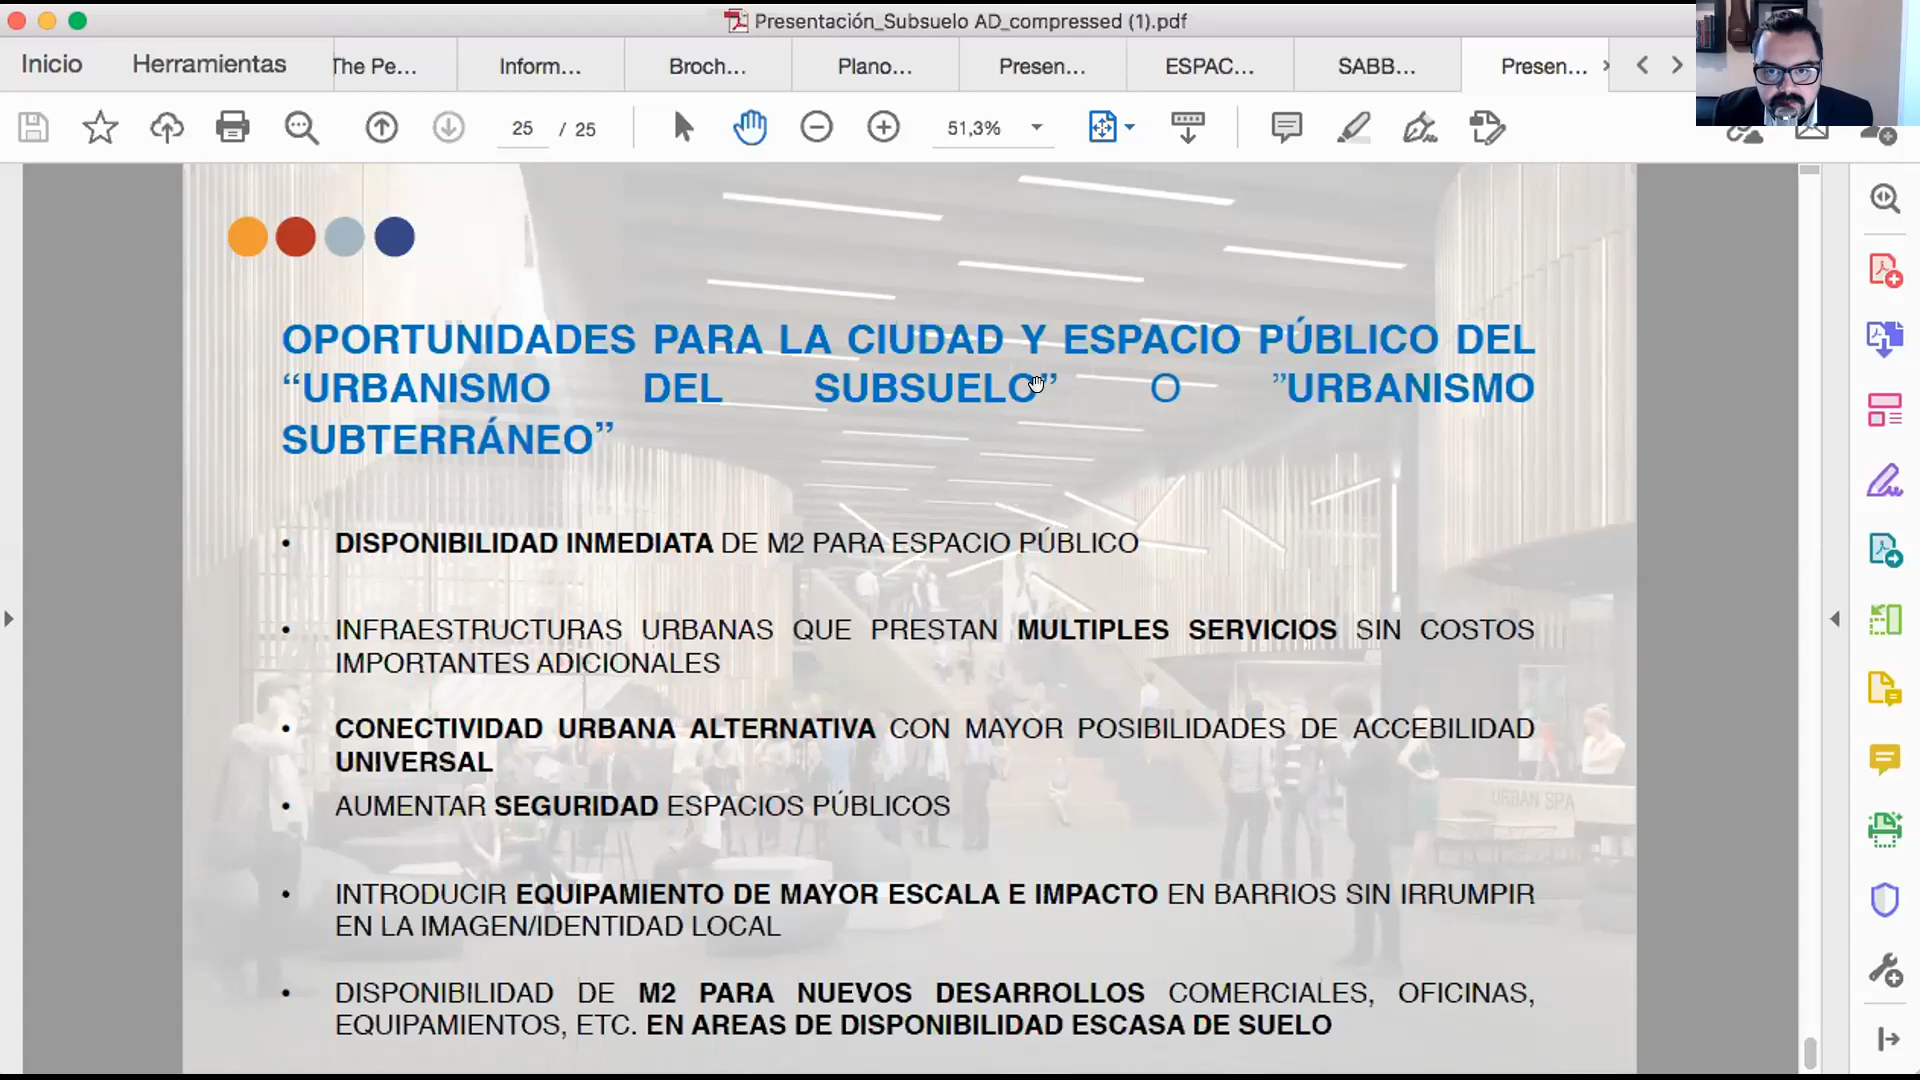 Presentación_Subsuelo AD_compressed (1).pdf
Inicio
Herramientas
The Pe...
Inform...
Broch...
Plano...
Presen...
ESPAC...
SABB...
Presen...
25 / 25
51,3%
OPORTUNIDADES PARA LA CIUDAD Y ESPACIO PÚBLICO DEL
“URBANISMO DEL SUBSUELO” O ”URBANISMO
SUBTERRÁNEO”
• DISPONIBILIDAD INMEDIATA DE M2 PARA ESPACIO PÚBLICO
• INFRAESTRUCTURAS URBANAS QUE PRESTAN MULTIPLES SERVICIOS SIN COSTOS
IMPORTANTES ADICIONALES
• CONECTIVIDAD URBANA ALTERNATIVA CON MAYOR POSIBILIDADES DE ACCEBILIDAD
UNIVERSAL
• AUMENTAR SEGURIDAD ESPACIOS PÚBLICOS
URBAN SPA
• INTRODUCIR EQUIPAMIENTO DE MAYOR ESCALA E IMPACTO EN BARRIOS SIN IRRUMPIR
EN LA IMAGEN/IDENTIDAD LOCAL
• DISPONIBILIDAD DE M2 PARA NUEVOS DESARROLLOS COMERCIALES, OFICINAS,
EQUIPAMIENTOS, ETC. EN AREAS DE DISPONIBILIDAD ESCASA DE SUELO